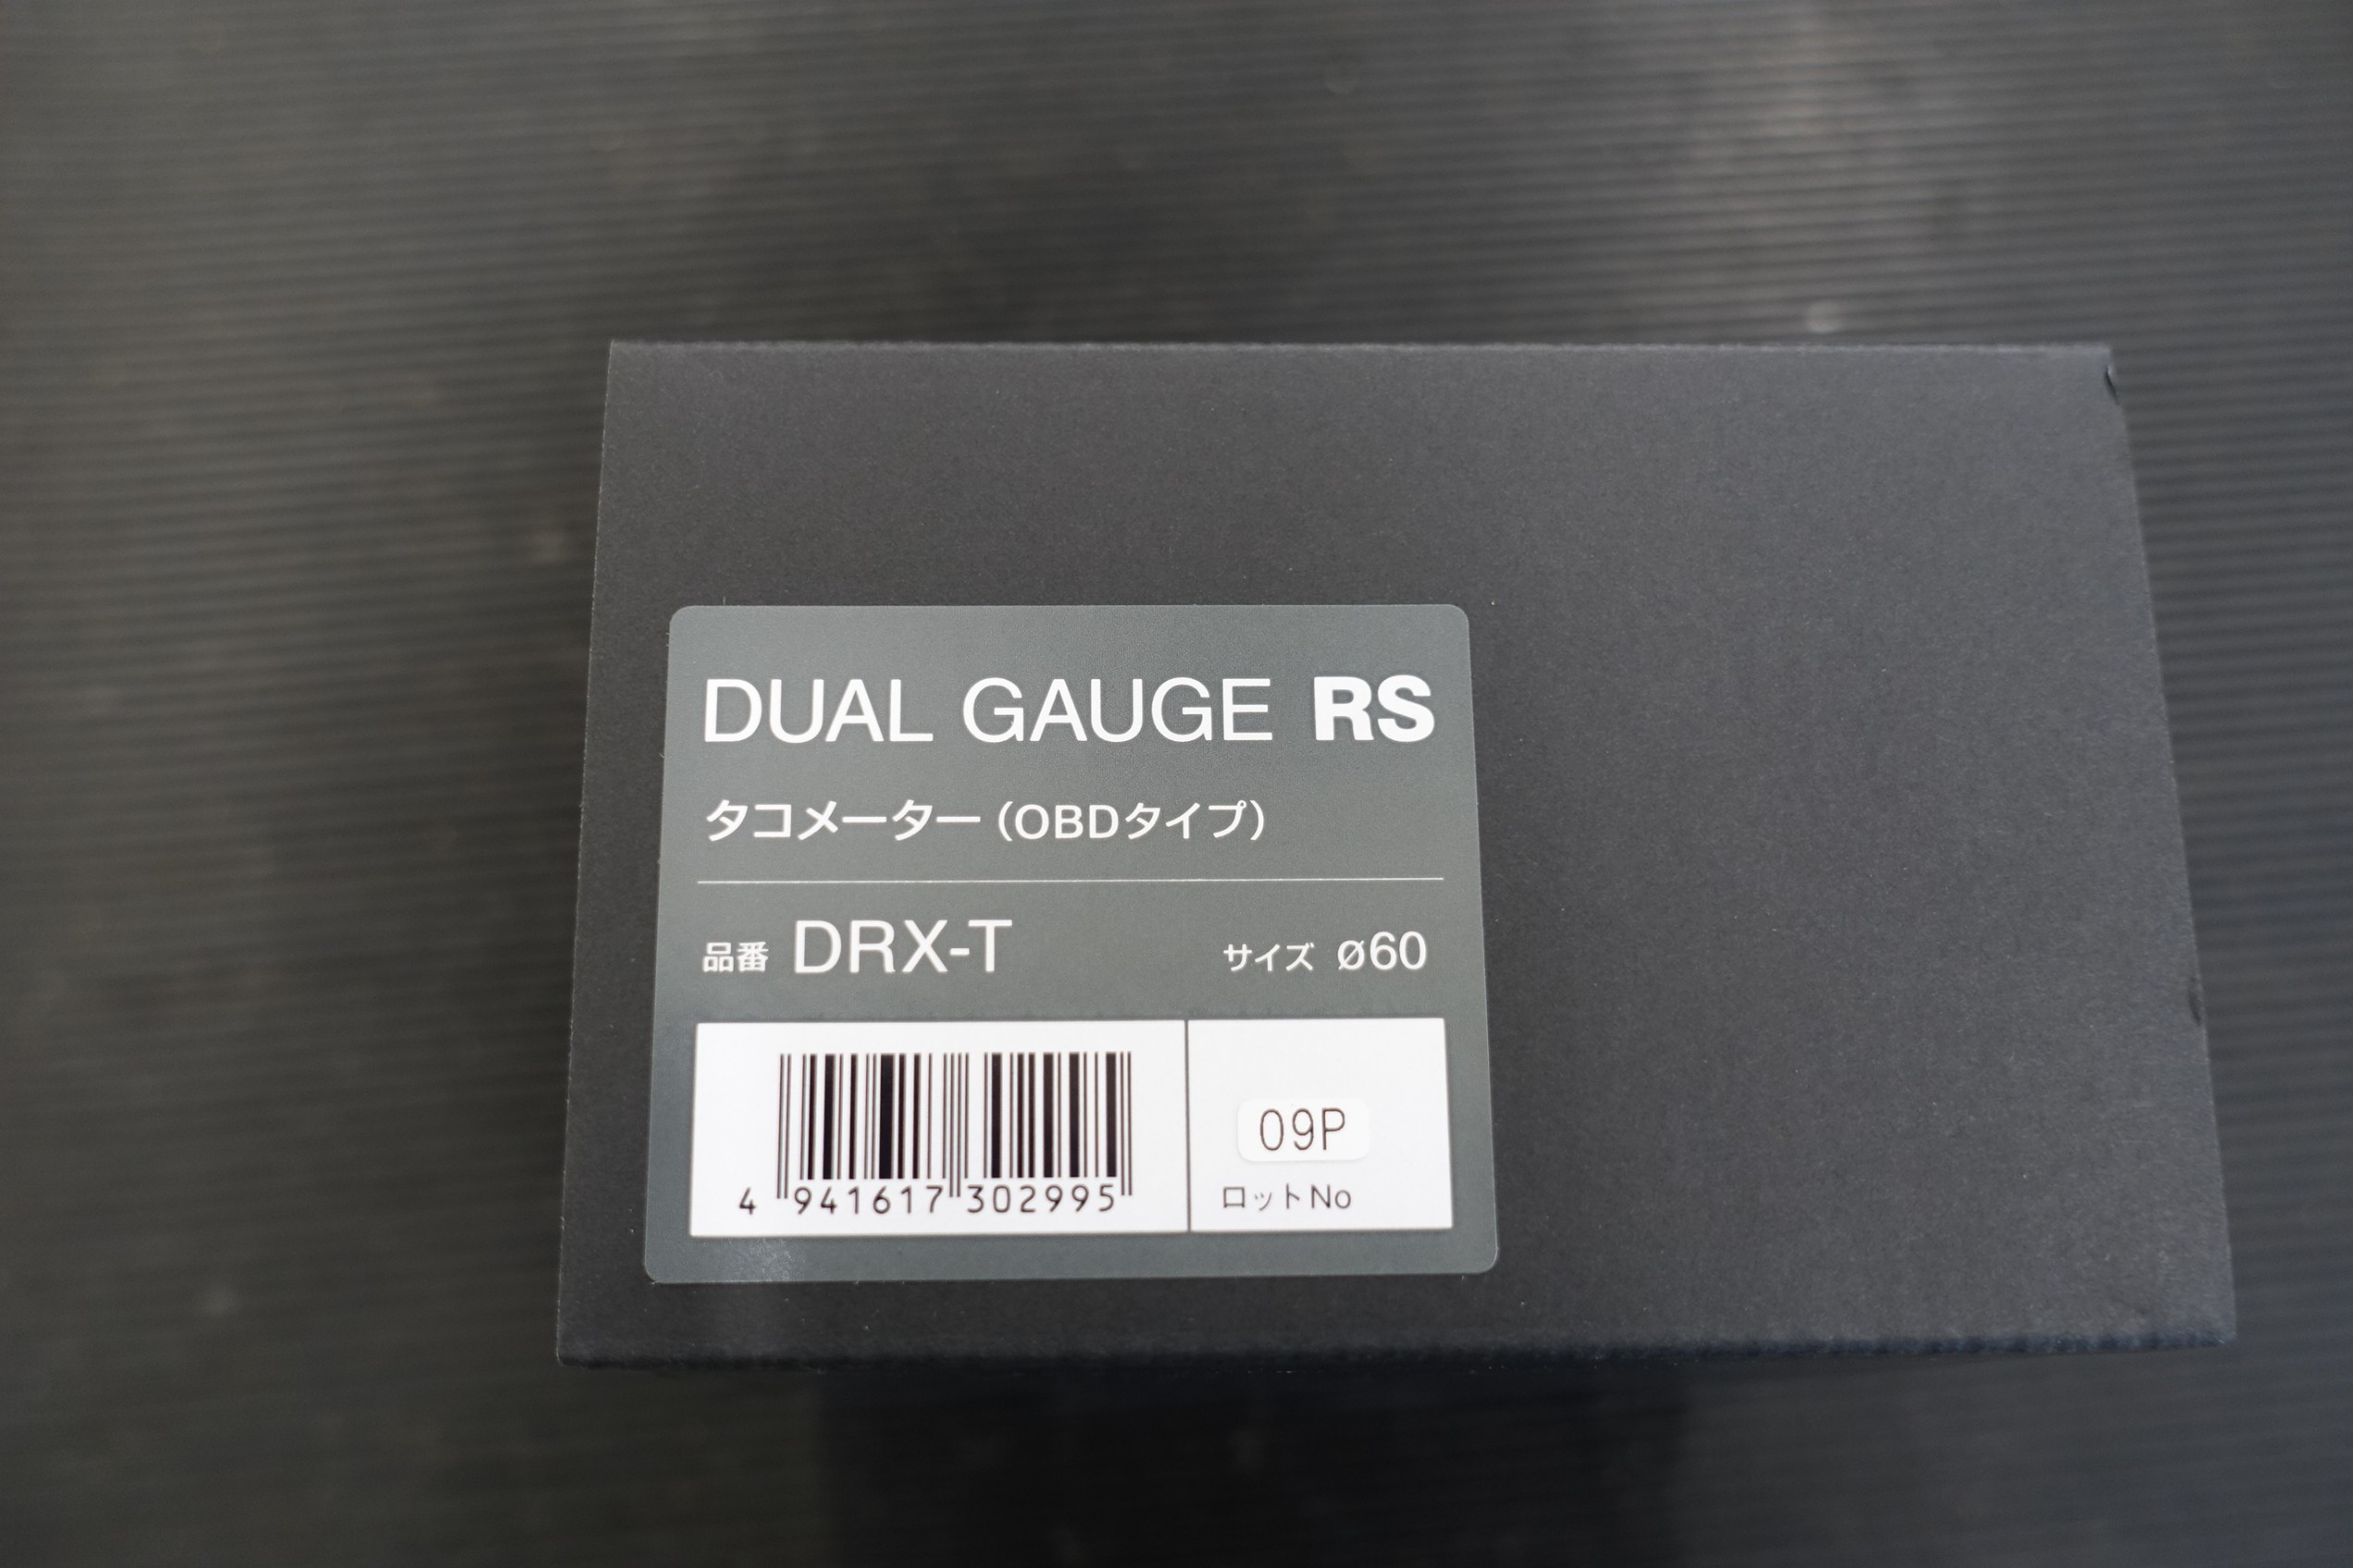 DUAL GAUGE RS
タコメーター（OBDタイプ）
品番 DRX-T サイズ ø60
4 941617 302995
09P
ロットNo